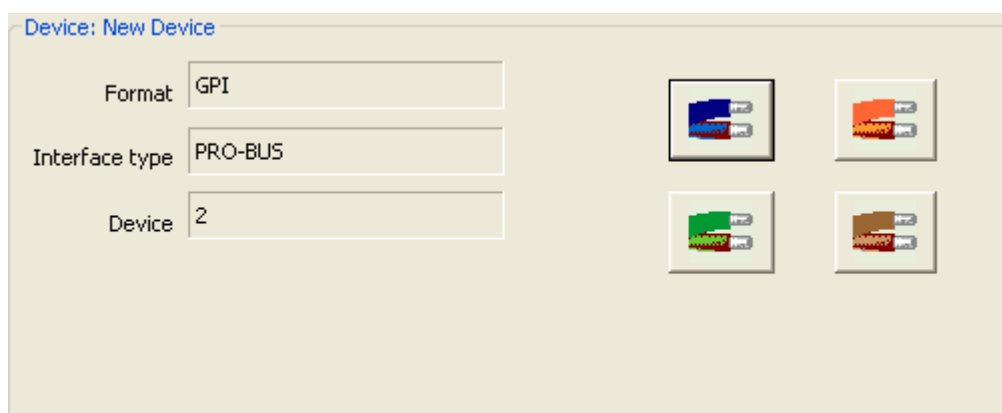 Device: New Device
Format GPI
Interface type PRO-BUS
Device 2